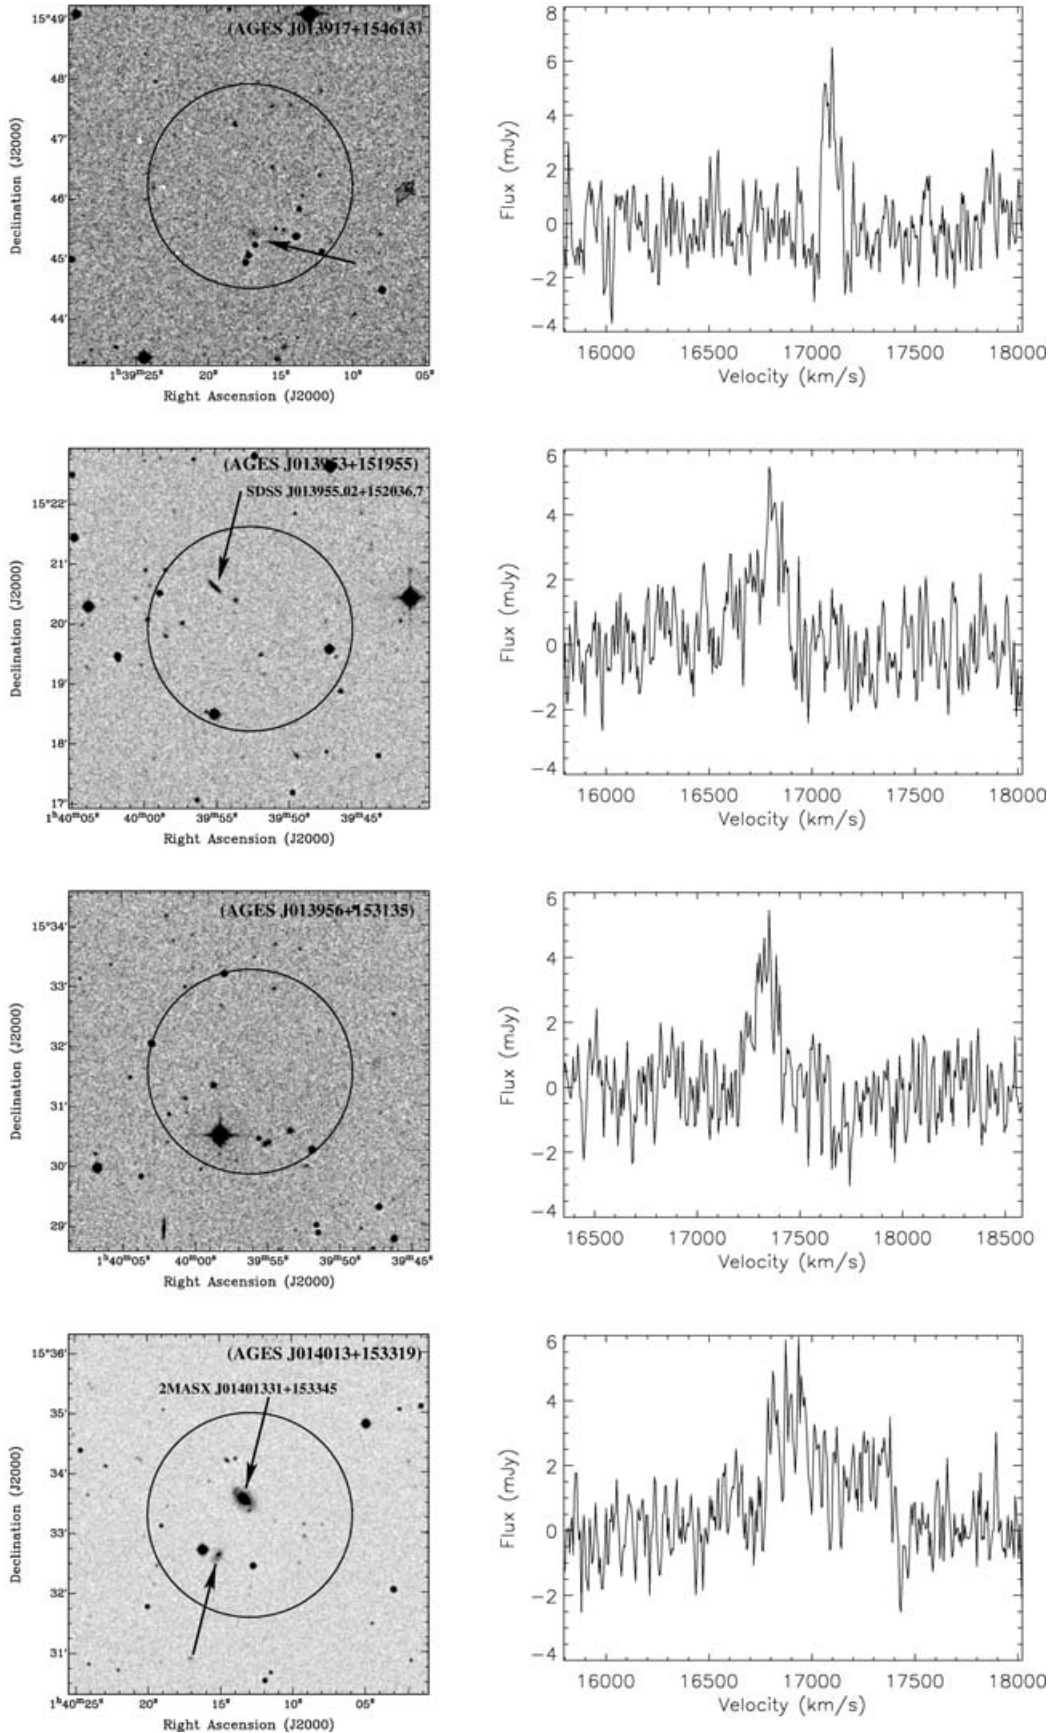 (AGES J013917+154613)
15°49'
48'
47'
46'
45'
44'
Declination (J2000)
1ʰ39ᵐ25ˢ 20ˢ 15ˢ 10ˢ 05ˢ
Right Ascension (J2000)
8
6
4
2
0
−2
−4
Flux (mJy)
16000 16500 17000 17500 18000
Velocity (km/s)
(AGES J013953+151955)
SDSS J013955.02+152036.7
15°22'
21'
20'
19'
18'
17'
Declination (J2000)
1ʰ40ᵐ05ˢ 40ᵐ00ˢ 39ᵐ55ˢ 39ᵐ50ˢ 39ᵐ45ˢ
Right Ascension (J2000)
6
4
2
0
−2
−4
Flux (mJy)
16000 16500 17000 17500 18000
Velocity (km/s)
(AGES J013956+153135)
15°34'
33'
32'
31'
30'
29'
Declination (J2000)
1ʰ40ᵐ05ˢ 40ᵐ00ˢ 39ᵐ55ˢ 39ᵐ50ˢ 39ᵐ45ˢ
Right Ascension (J2000)
6
4
2
0
−2
−4
Flux (mJy)
16500 17000 17500 18000 18500
Velocity (km/s)
(AGES J014013+153319)
2MASX J01401331+153345
15°36'
35'
34'
33'
32'
31'
Declination (J2000)
1ʰ40ᵐ25ˢ 20ˢ 15ˢ 10ˢ 05ˢ
Right Ascension (J2000)
6
4
2
0
−2
−4
Flux (mJy)
16000 16500 17000 17500 18000
Velocity (km/s)